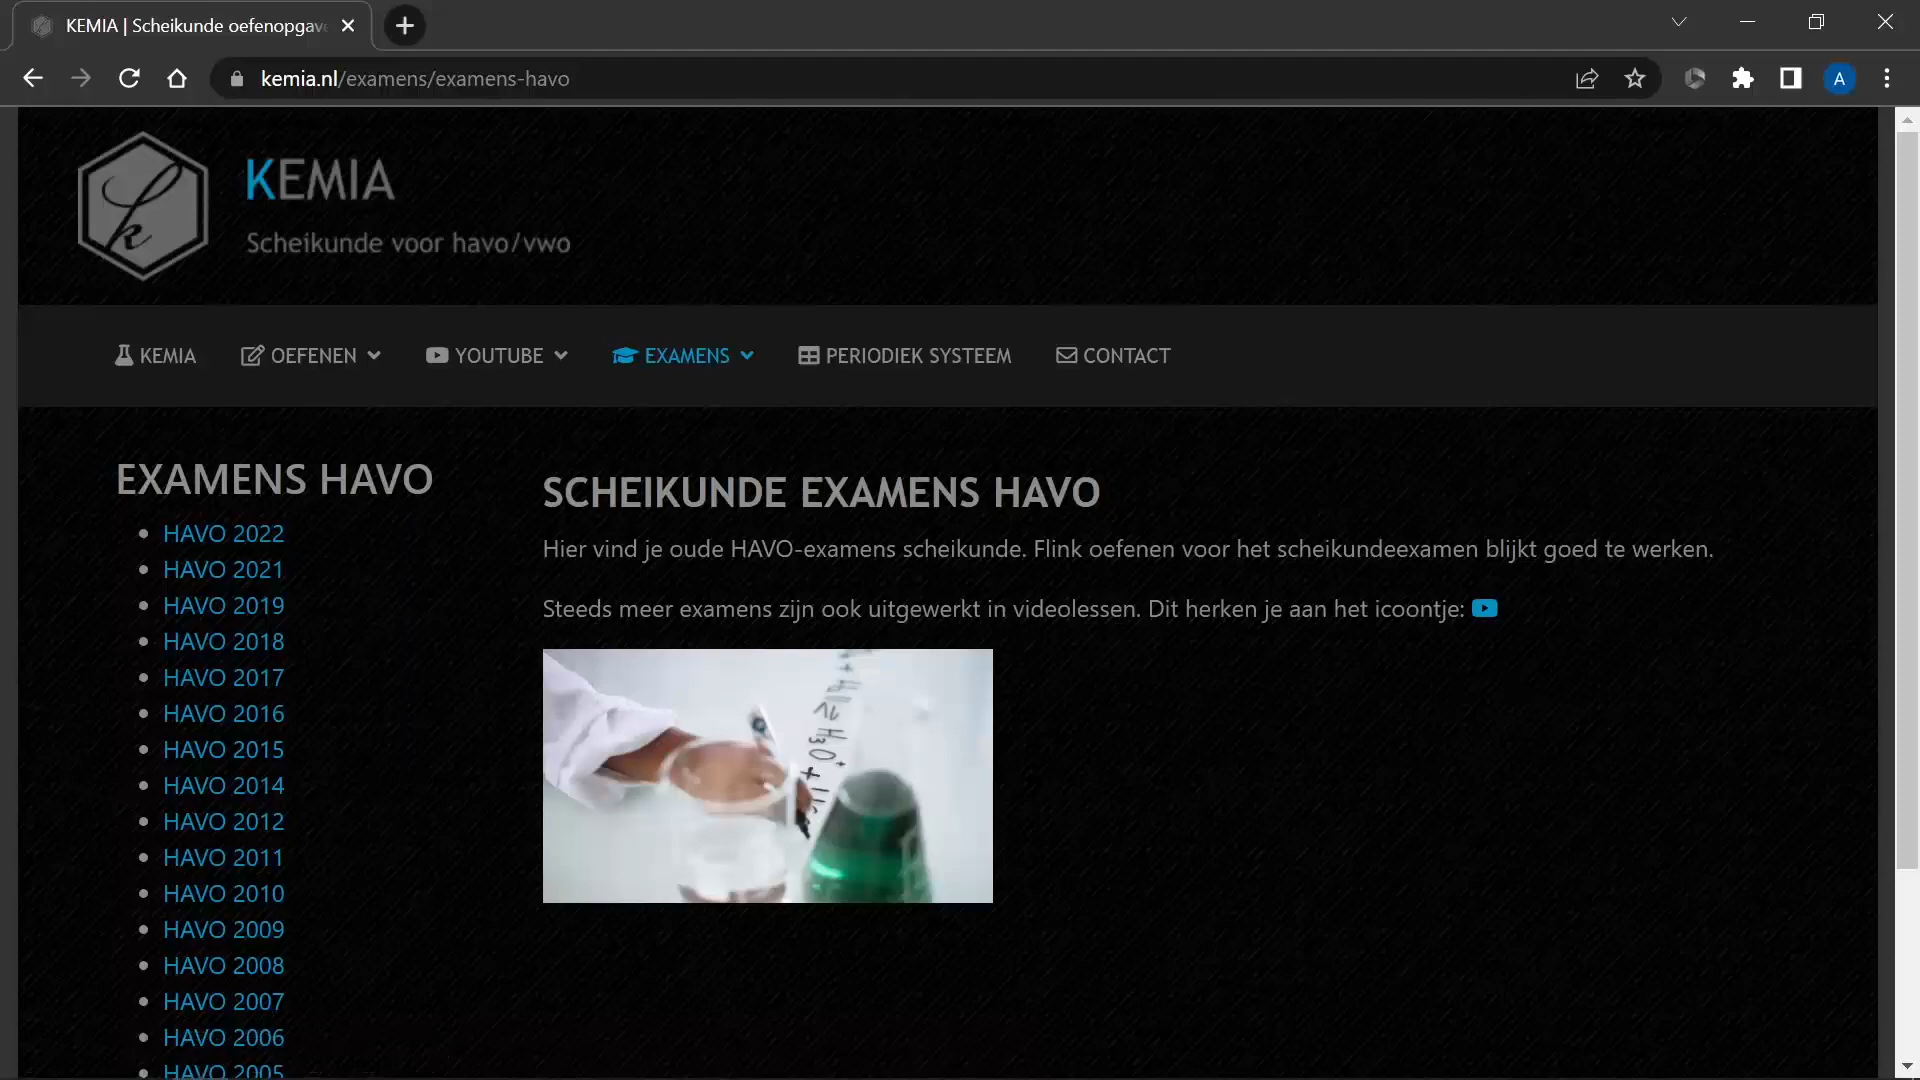 KEMIA | Scheikunde oefenopgav
kemia.nl/examens/examens-havo
A
k
KEMIA
Scheikunde voor havo/vwo
KEMIA OEFENEN YOUTUBE EXAMENS PERIODIEK SYSTEEM CONTACT
EXAMENS HAVO
HAVO 2022
HAVO 2021
HAVO 2019
HAVO 2018
HAVO 2017
HAVO 2016
HAVO 2015
HAVO 2014
HAVO 2012
HAVO 2011
HAVO 2010
HAVO 2009
HAVO 2008
HAVO 2007
HAVO 2006
HAVO 2005
SCHEIKUNDE EXAMENS HAVO
Hier vind je oude HAVO-examens scheikunde. Flink oefenen voor het scheikundeexamen blijkt goed te werken.
Steeds meer examens zijn ook uitgewerkt in videolessen. Dit herken je aan het icoontje: